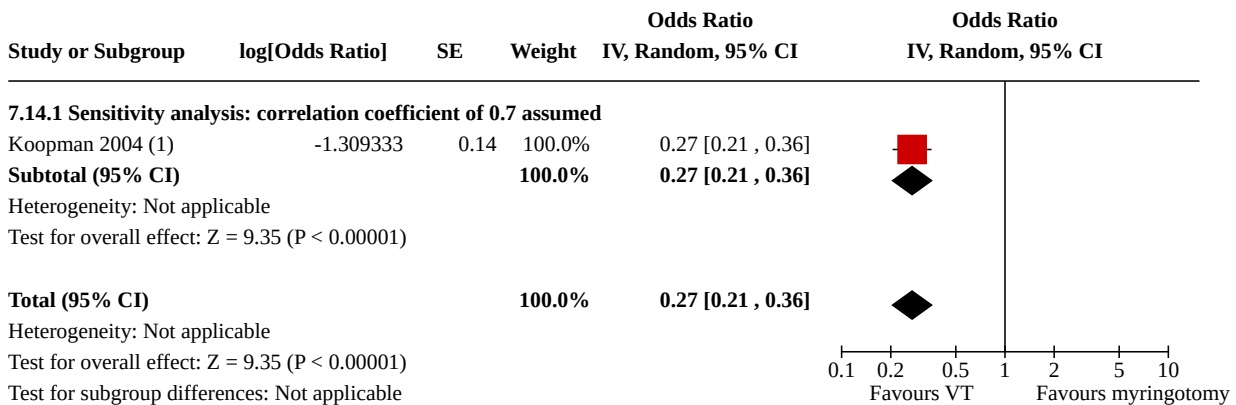 Odds Ratio Odds Ratio
Study or Subgroup log[Odds Ratio] SE Weight IV, Random, 95% CI IV, Random, 95% CI
7.14.1 Sensitivity analysis: correlation coefficient of 0.7 assumed
Koopman 2004 (1) -1.309333 0.14 100.0% 0.27 [0.21 , 0.36]
Subtotal (95% CI) 100.0% 0.27 [0.21 , 0.36]
Heterogeneity: Not applicable
Test for overall effect: Z = 9.35 (P < 0.00001)
Total (95% CI) 100.0% 0.27 [0.21 , 0.36]
Heterogeneity: Not applicable
Test for overall effect: Z = 9.35 (P < 0.00001)
0.1 0.2 0.5 1 2 5 10
Test for subgroup differences: Not applicable Favours VT Favours myringotomy